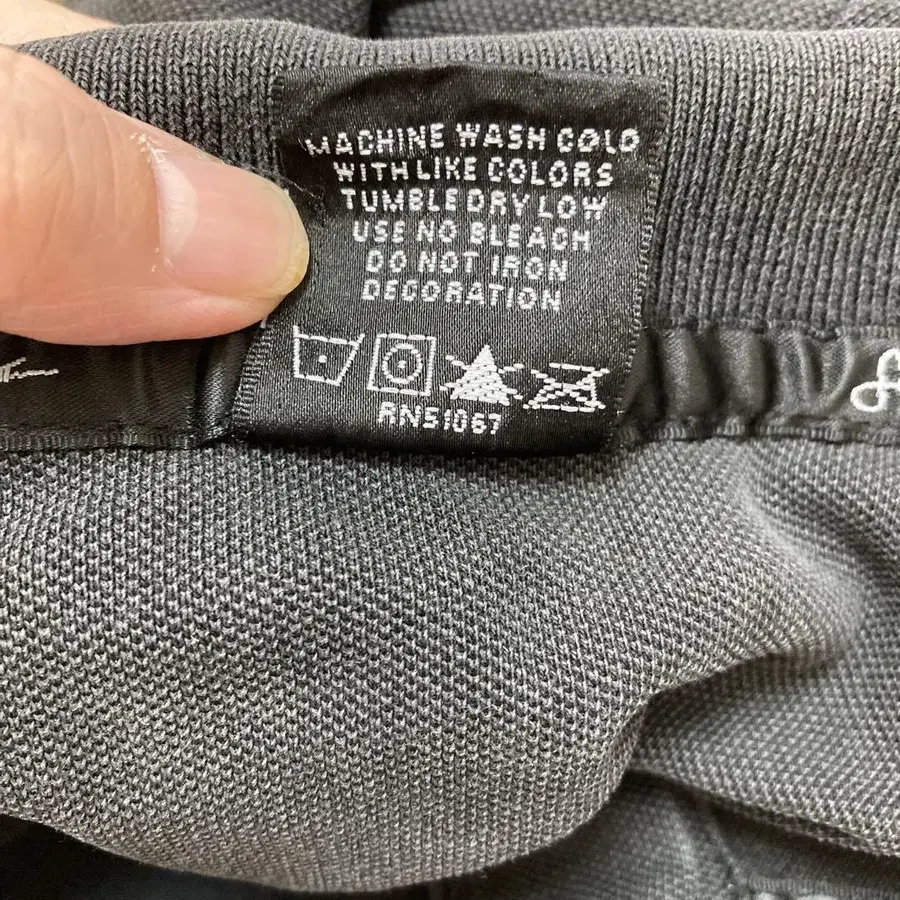 MACHINE WASH COLD
WITH LIKE COLORS
TUMBLE DRY LOW
USE NO BLEACH
DO NOT IRON
DECORATION
RN51067